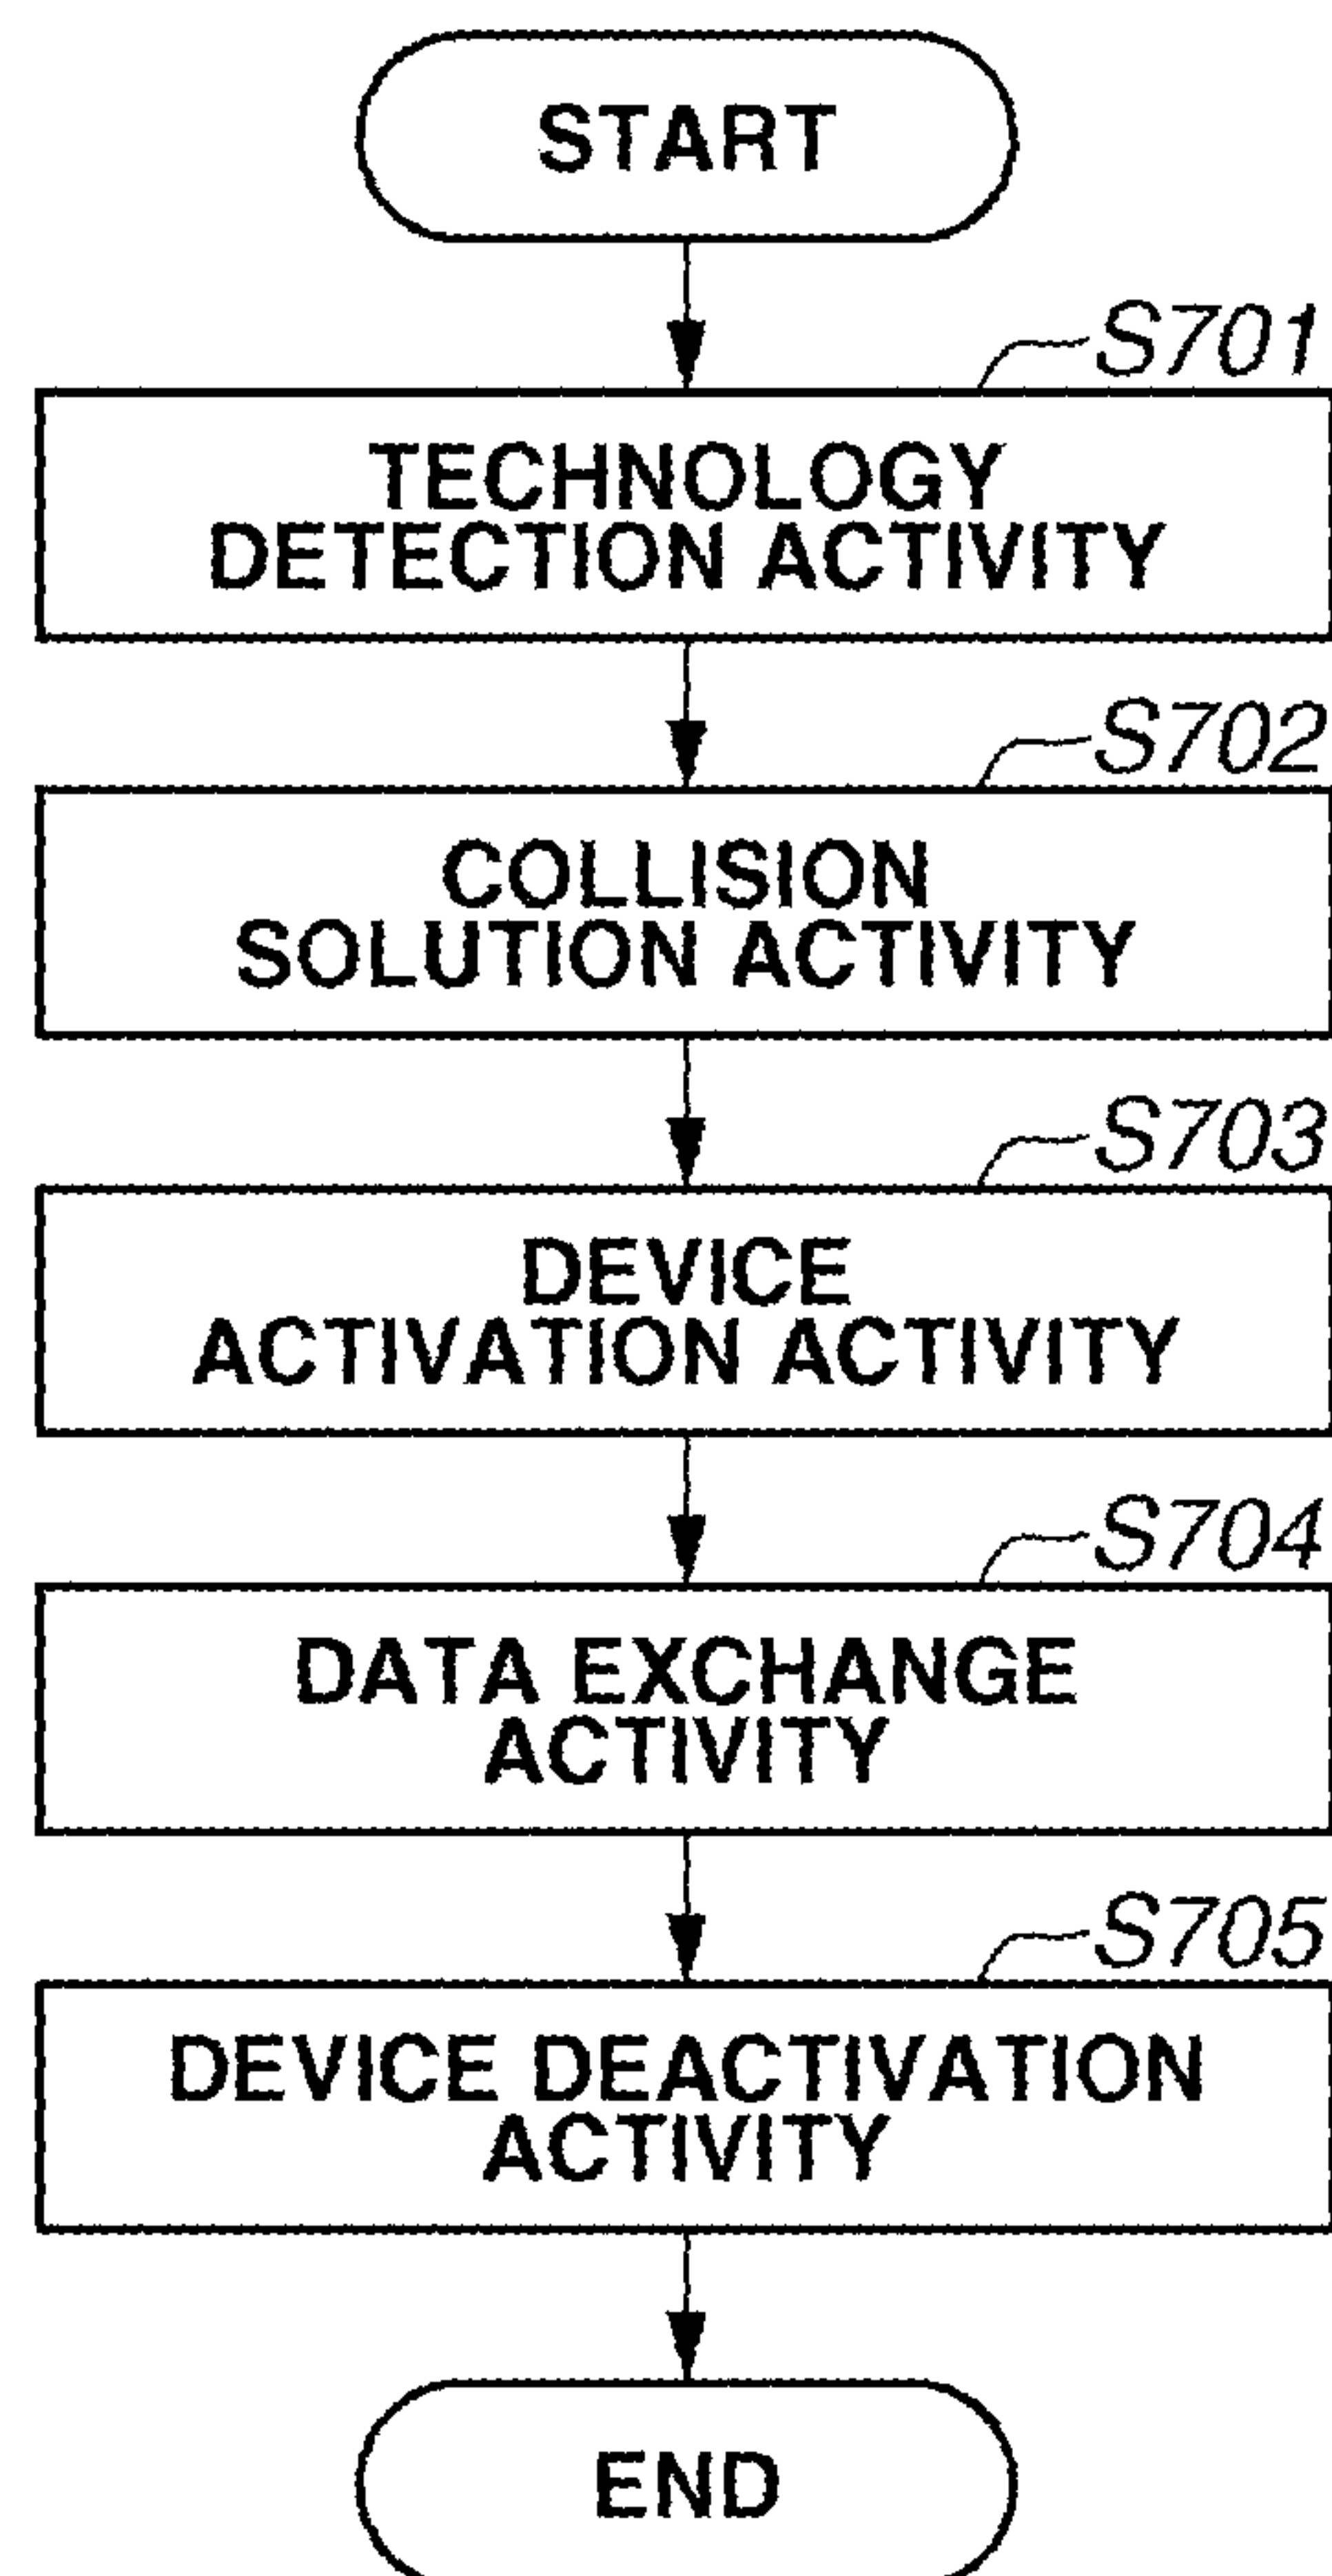 START
S701
TECHNOLOGY
DETECTION ACTIVITY
S702
COLLISION
SOLUTION ACTIVITY
S703
DEVICE
ACTIVATION ACTIVITY
S704
DATA EXCHANGE
ACTIVITY
S705
DEVICE DEACTIVATION
ACTIVITY
END